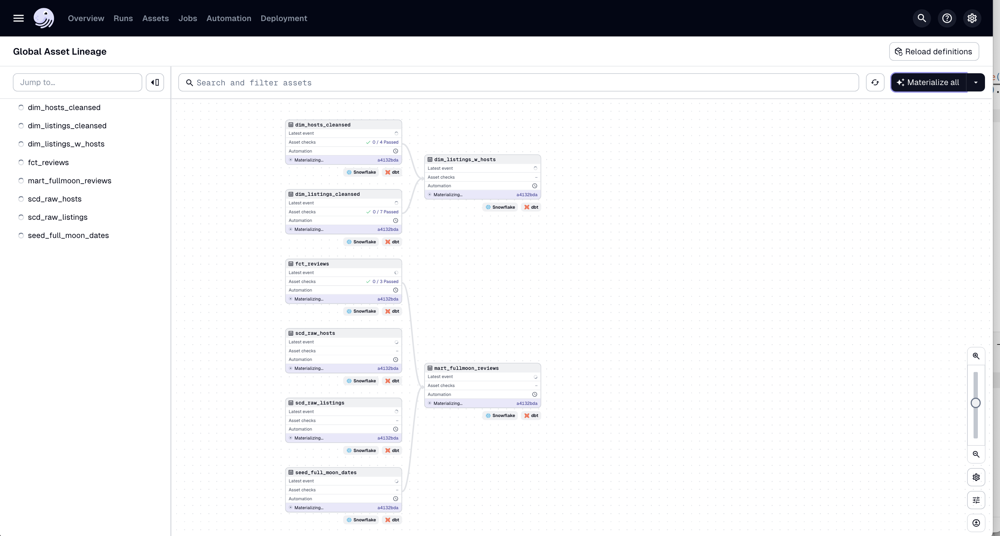 Overview Runs Assets Jobs Automation Deployment
Global Asset Lineage
Reload definitions
Jump to…
Search and filter assets
Materialize all
dim_hosts_cleansed
dim_listings_cleansed
dim_listings_w_hosts
fct_reviews
mart_fullmoon_reviews
scd_raw_hosts
scd_raw_listings
seed_full_moon_dates
dim_hosts_cleansed
Latest event
Asset checks 0 / 4 Passed
Automation
Materializing... a4132bda
Snowflake dbt
dim_listings_cleansed
Latest event
Asset checks 0 / 7 Passed
Automation
Materializing... a4132bda
Snowflake dbt
fct_reviews
Latest event
Asset checks 0 / 3 Passed
Automation
Materializing... a4132bda
Snowflake dbt
scd_raw_hosts
Latest event
Asset checks –
Automation
Materializing... a4132bda
Snowflake dbt
scd_raw_listings
Latest event
Asset checks –
Automation
Materializing... a4132bda
Snowflake dbt
seed_full_moon_dates
Latest event
Asset checks –
Automation
Materializing... a4132bda
Snowflake dbt
dim_listings_w_hosts
Latest event
Asset checks –
Automation
Materializing... a4132bda
Snowflake dbt
mart_fullmoon_reviews
Latest event
Asset checks –
Automation
Materializing... a4132bda
Snowflake dbt